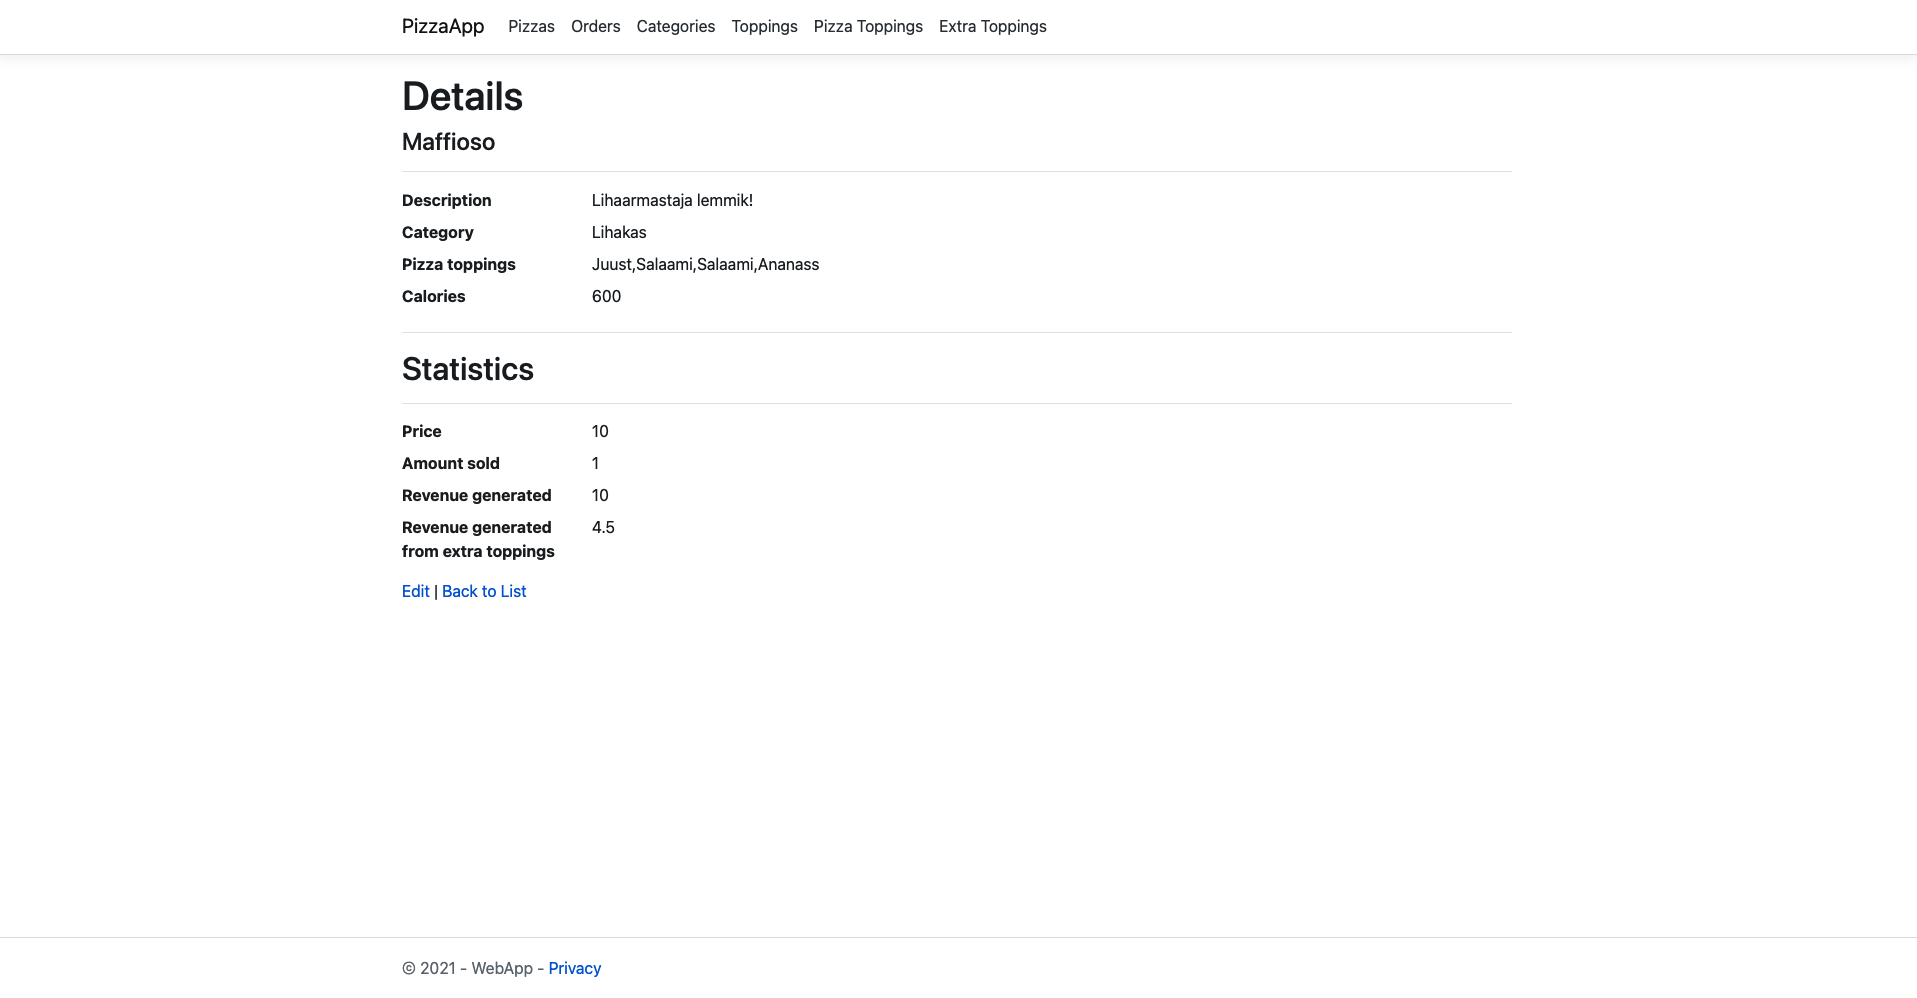 PizzaApp Pizzas Orders Categories Toppings Pizza Toppings Extra Toppings
Details
Maffioso
Description Lihaarmastaja lemmik!
Category Lihakas
Pizza toppings Juust,Salaami,Salaami,Ananass
Calories 600
Statistics
Price 10
Amount sold 1
Revenue generated 10
Revenue generated 4.5
from extra toppings
Edit | Back to List
© 2021 - WebApp - Privacy